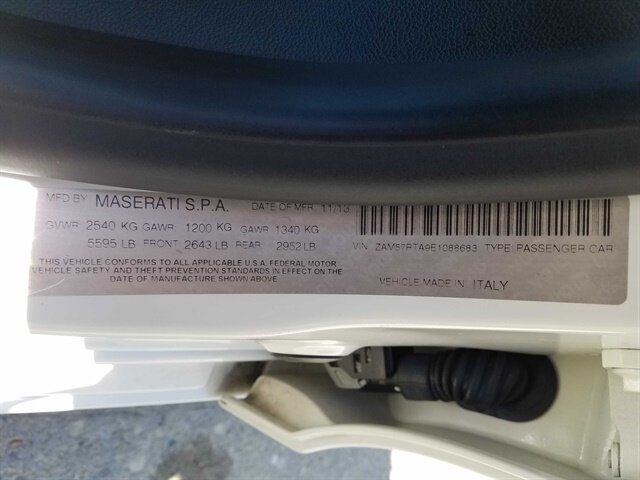 MFD BY MASERATI S.P.A. DATE OF MFR 11/13
GVWR 2540 KG GAWR 1200 KG GAWR 1340 KG
5595 LB FRONT 2643 LB REAR 2952 LB
VIN: ZAM57RTA9E1088683 TYPE: PASSENGER CAR
THIS VEHICLE CONFORMS TO ALL APPLICABLE U.S.A. FEDERAL MOTOR
VEHICLE SAFETY AND THEFT PREVENTION STANDARDS IN EFFECT ON THE
DATE OF MANUFACTURE SHOWN ABOVE.
VEHICLE MADE IN ITALY